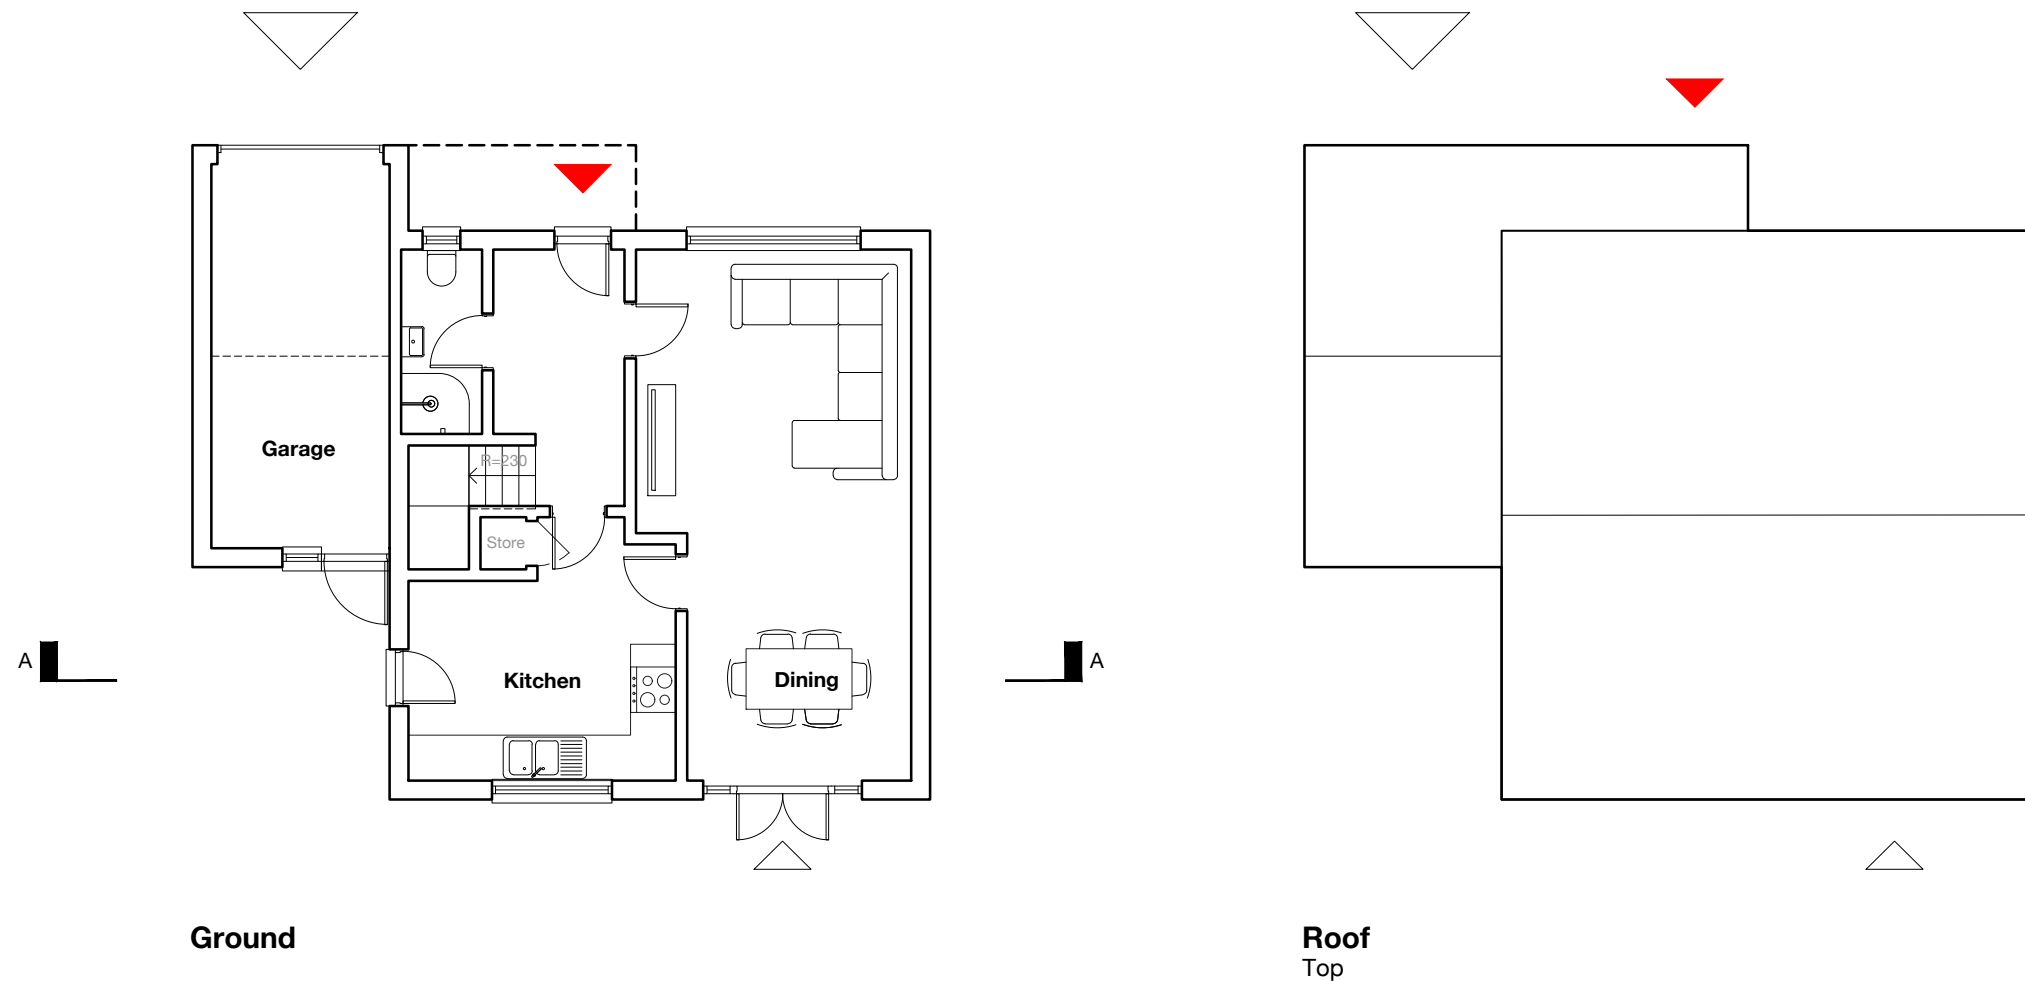 Garage
R=230
Store
A
Kitchen
Dining
A
Ground
Roof
Top